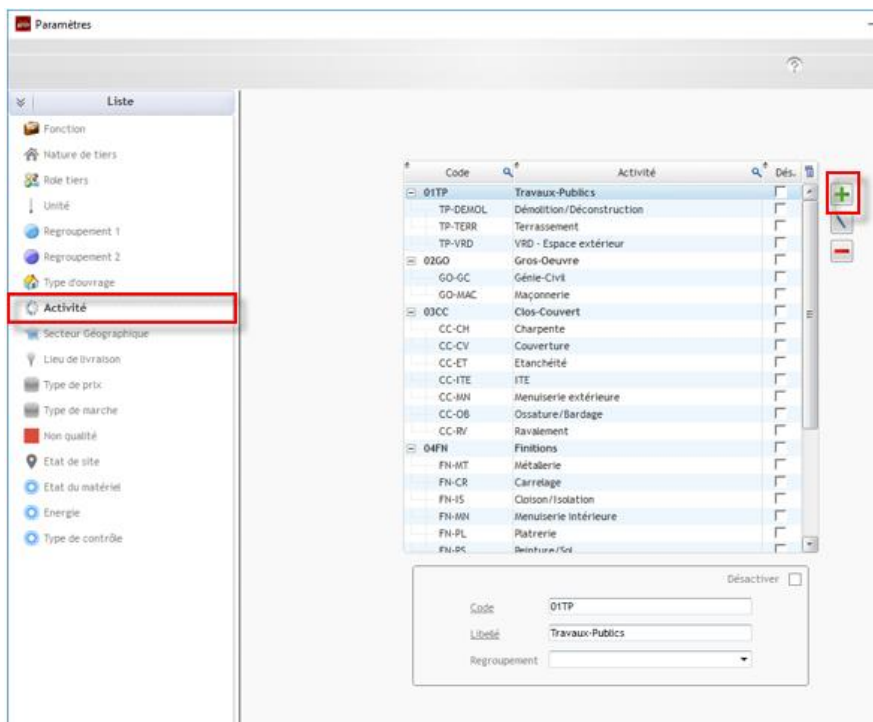 Paramètres
Liste
Fonction
Nature de tiers
Role tiers
Unité
Regroupement 1
Regroupement 2
Type d'ouvrage
Activité
Secteur Géographique
Lieu de livraison
Type de prix
Type de marche
Non qualité
Etat de site
Etat du matériel
Energie
Type de contrôle
Code Activité Dés.
01TP Travaux-Publics
TP-DEMOL Démolition/Déconstruction
TP-TERR Terrassement
TP-VRD VRD - Espace extérieur
02GO Gros-Oeuvre
GO-GC Génie-Civil
GO-MAC Maçonnerie
03CC Clos-Couvert
CC-CH Charpente
CC-CV Couverture
CC-ET Etanchéité
CC-ITE ITE
CC-MN Menuiserie extérieure
CC-OB Ossature/Bardage
CC-RV Ravalement
04FN Finitions
FN-MT Métallerie
FN-CR Carrelage
FN-IS Cloison/Isolation
FN-MN Menuiserie intérieure
FN-PL Platrerie
FN-PS Peinture/Sol
Désactiver
Code 01TP
Libellé Travaux-Publics
Regroupement